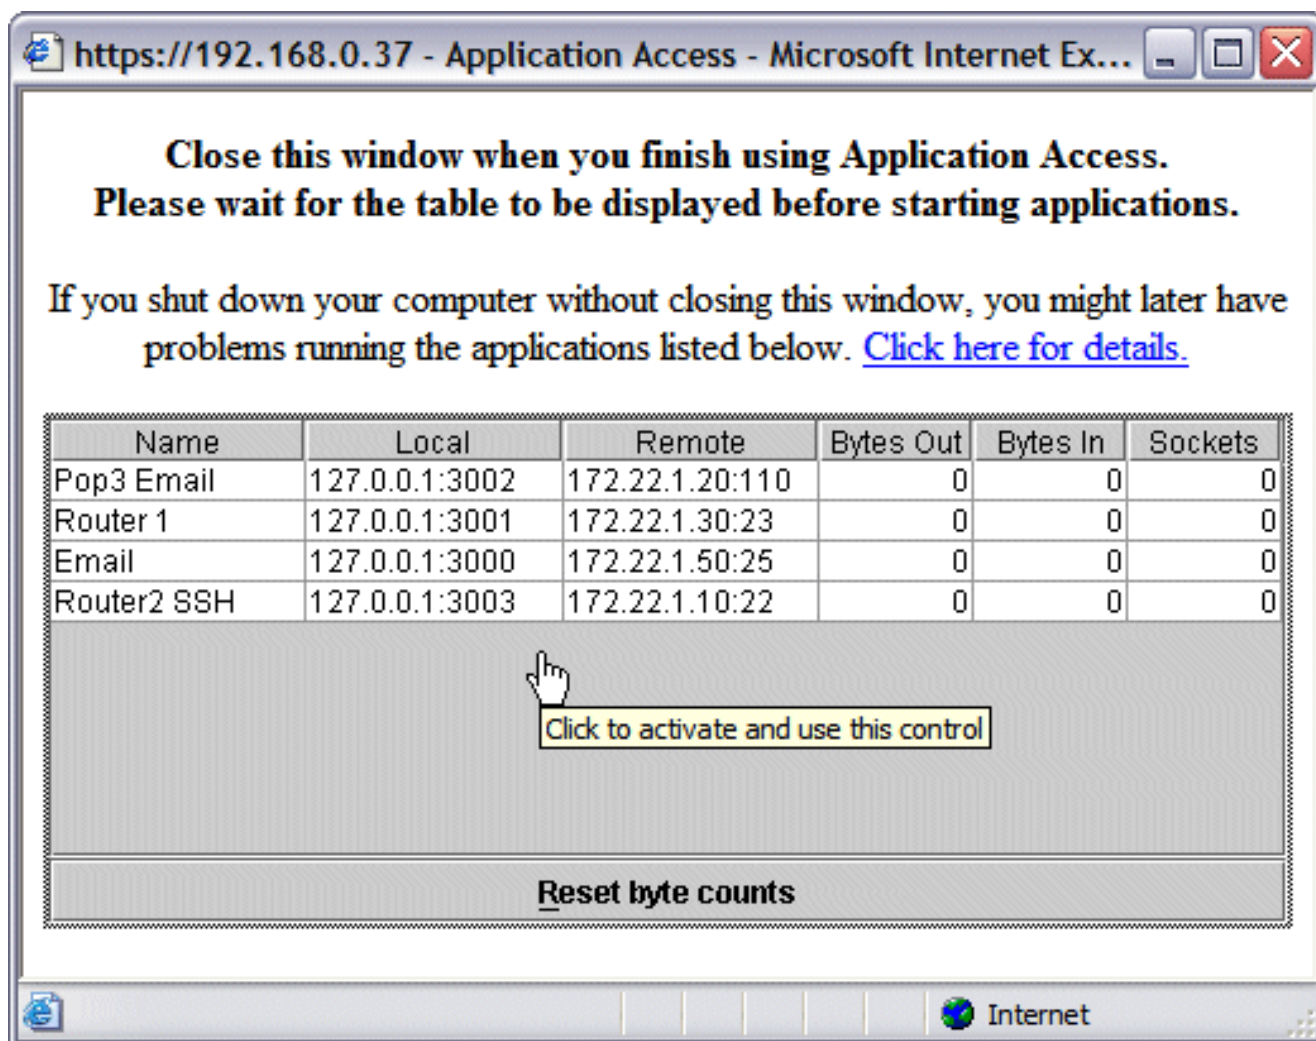 https://192.168.0.37 - Application Access - Microsoft Internet Ex...
Close this window when you finish using Application Access.
Please wait for the table to be displayed before starting applications.
If you shut down your computer without closing this window, you might later have
problems running the applications listed below. Click here for details.
Name Local Remote Bytes Out Bytes In Sockets
Pop3 Email 127.0.0.1:3002 172.22.1.20:110 0 0 0
Router 1 127.0.0.1:3001 172.22.1.30:23 0 0 0
Email 127.0.0.1:3000 172.22.1.50:25 0 0 0
Router2 SSH 127.0.0.1:3003 172.22.1.10:22 0 0 0
Click to activate and use this control
Reset byte counts
Internet